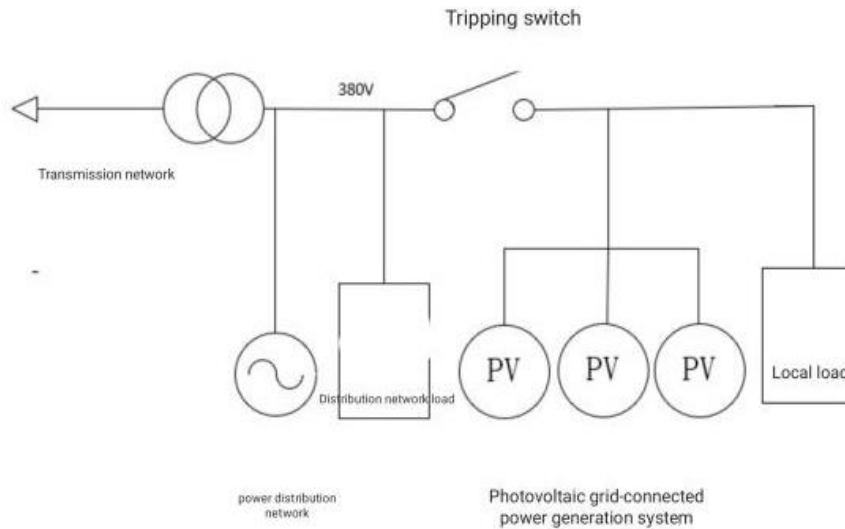 Tripping switch
380V
Transmission network
PV
PV
PV
Local load
Distribution network load
power distribution
network
Photovoltaic grid-connected
power generation system